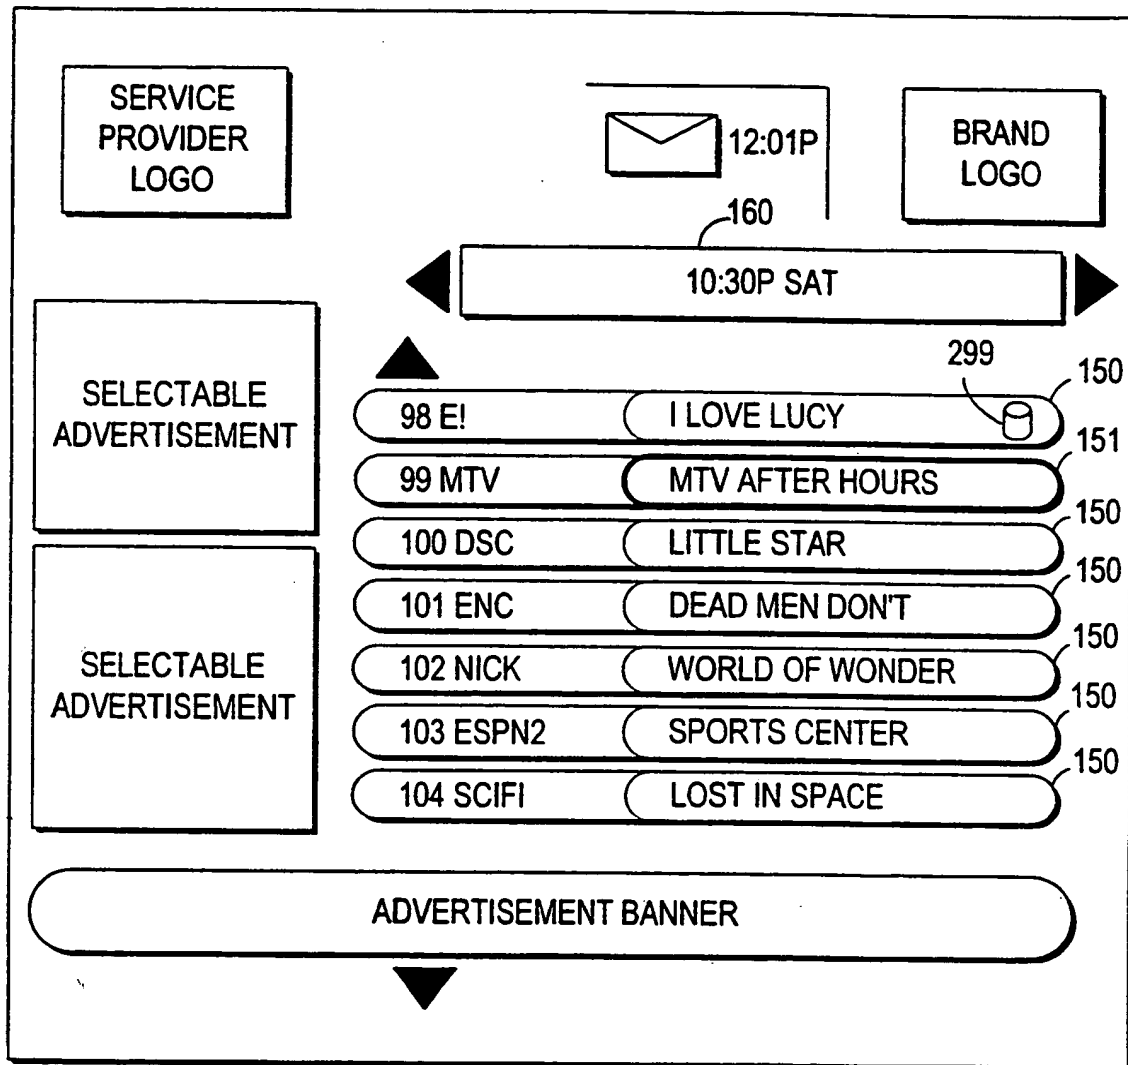 SERVICE
PROVIDER
LOGO
12:01P
BRAND
LOGO
160
10:30P SAT
SELECTABLE
ADVERTISEMENT
299
150
98 E! I LOVE LUCY
151
99 MTV MTV AFTER HOURS
150
100 DSC LITTLE STAR
150
101 ENC DEAD MEN DON'T
150
102 NICK WORLD OF WONDER
150
103 ESPN2 SPORTS CENTER
150
104 SCIFI LOST IN SPACE
SELECTABLE
ADVERTISEMENT
ADVERTISEMENT BANNER